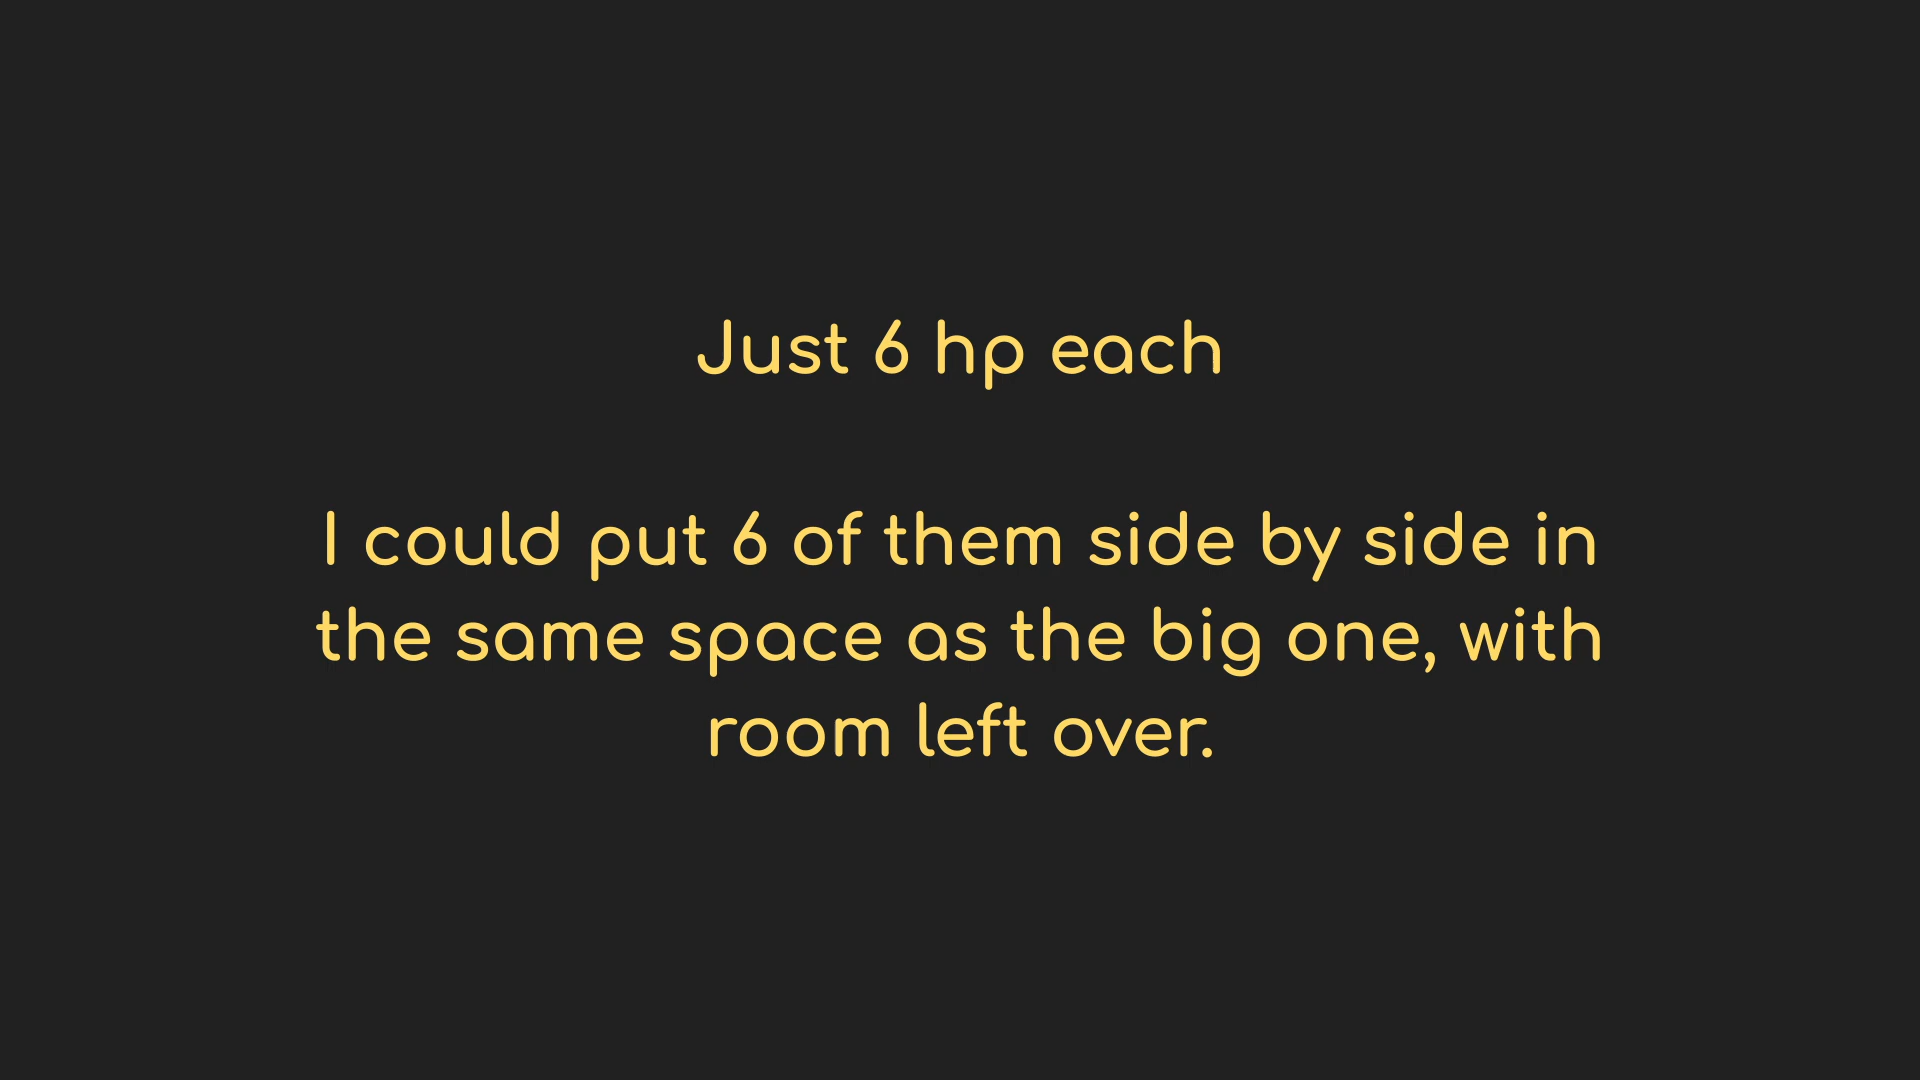 Just 6 hp each
I could put 6 of them side by side in
the same space as the big one, with
room left over.